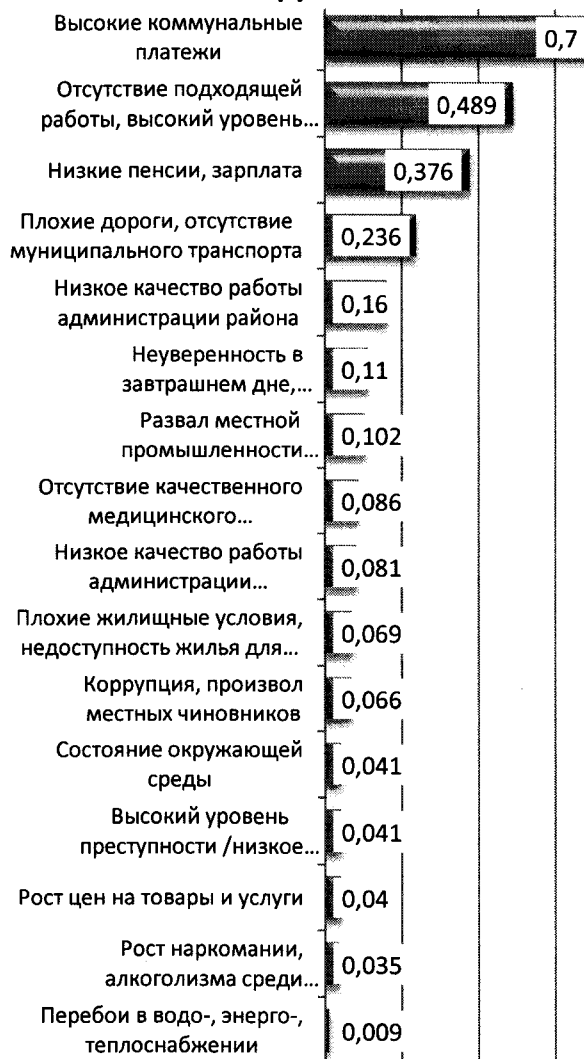 Высокие коммунальные
платежи
0,7
Отсутствие подходящей
работы, высокий уровень...
0,489
Низкие пенсии, зарплата
0,376
Плохие дороги, отсутствие
муниципального транспорта
0,236
Низкое качество работы
администрации района
0,16
Неуверенность в
завтрашнем дне,...
0,11
Развал местной
промышленности...
0,102
Отсутствие качественного
медицинского...
0,086
Низкое качество работы
администрации...
0,081
Плохие жилищные условия,
недоступность жилья для...
0,069
Коррупция, произвол
местных чиновников
0,066
Состояние окружающей
среды
0,041
Высокий уровень
преступности /низкое...
0,041
Рост цен на товары и услуги
0,04
Рост наркомании,
алкоголизма среди...
0,035
Перебои в водо-, энерго-,
теплоснабжении
0,009